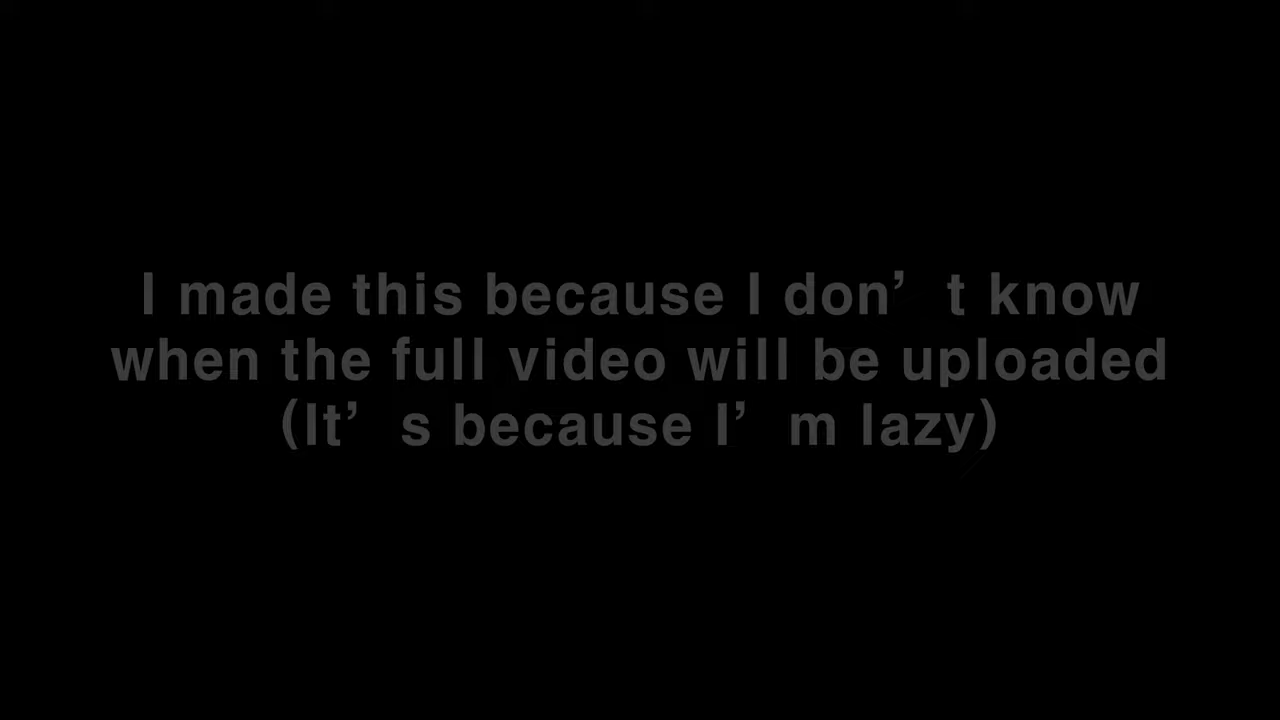 I made this because I don’t know
when the full video will be uploaded
(It’s because I’m lazy)